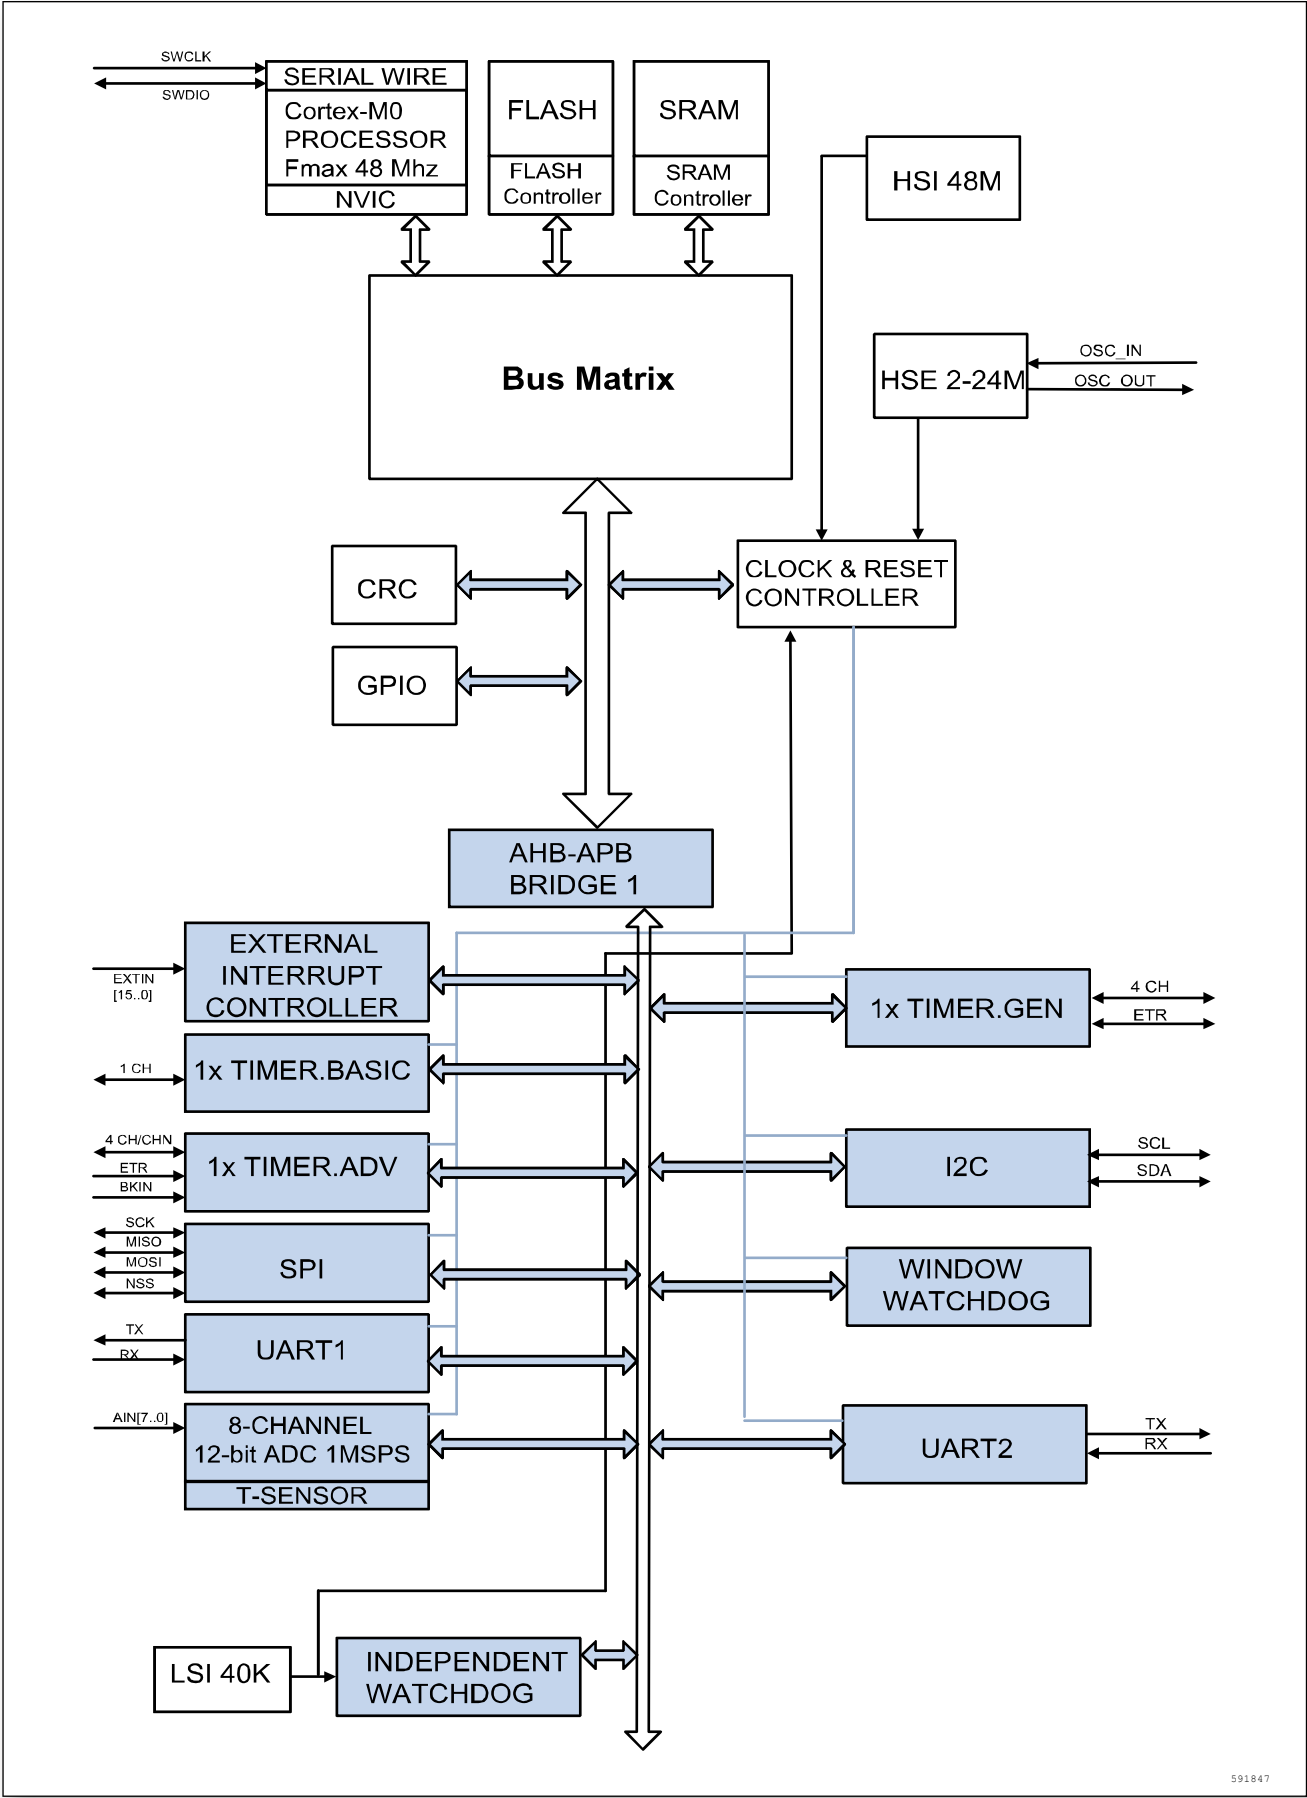 SWCLK
SWDIO
SERIAL WIRE
Cortex-M0
PROCESSOR
Fmax 48 Mhz
NVIC
FLASH
FLASH
Controller
SRAM
SRAM
Controller
HSI 48M
Bus Matrix
HSE 2-24M
OSC_IN
OSC_OUT
CRC
CLOCK & RESET
CONTROLLER
GPIO
AHB-APB
BRIDGE 1
EXTIN
[15..0]
EXTERNAL
INTERRUPT
CONTROLLER
1x TIMER.GEN
4 CH
ETR
1 CH
1x TIMER.BASIC
4 CH/CHN
ETR
BKIN
1x TIMER.ADV
I2C
SCL
SDA
SCK
MISO
MOSI
NSS
SPI
WINDOW
WATCHDOG
TX
RX
UART1
AIN[7..0]
8-CHANNEL
12-bit ADC 1MSPS
T-SENSOR
UART2
TX
RX
LSI 40K
INDEPENDENT
WATCHDOG
591847